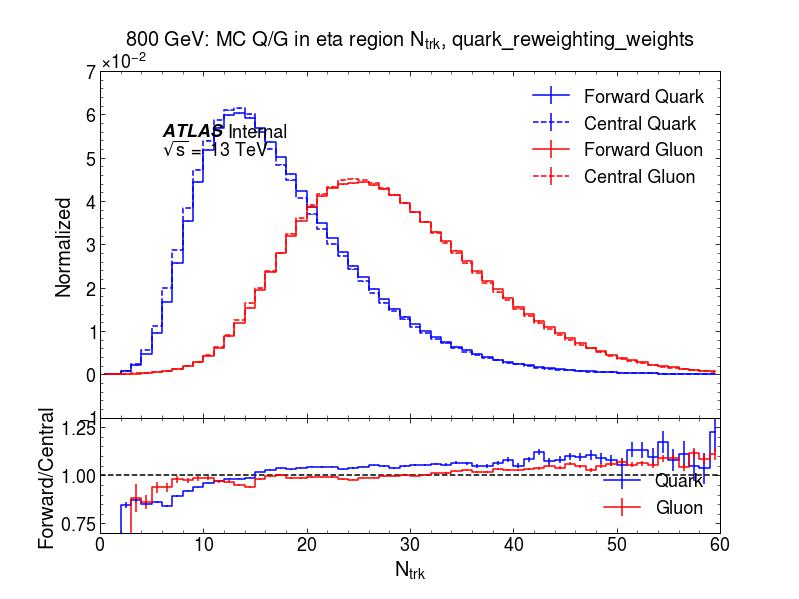 800 GeV: MC Q/G in eta region N_trk, quark_reweighting_weights
×10⁻²
7
6
5
4
3
2
1
0
−1
Normalized
ATLAS Internal
√s = 13 TeV
Forward Quark
Central Quark
Forward Gluon
Central Gluon
1.25
1.00
0.75
Forward/Central
Quark
Gluon
0 10 20 30 40 50 60
N_trk